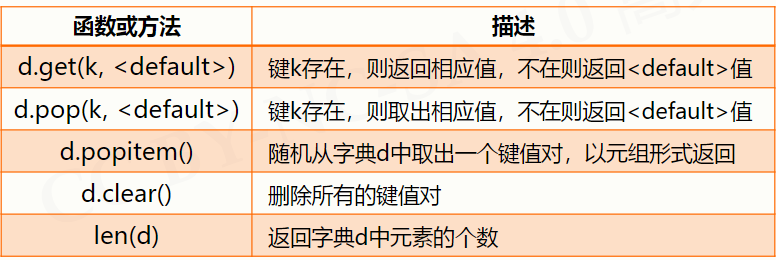 函数或方法 描述
d.get(k, <default>) 键k存在，则返回相应值，不在则返回<default>值
d.pop(k, <default>) 键k存在，则取出相应值，不在则返回<default>值
d.popitem() 随机从字典d中取出一个键值对，以元组形式返回
d.clear() 删除所有的键值对
len(d) 返回字典d中元素的个数